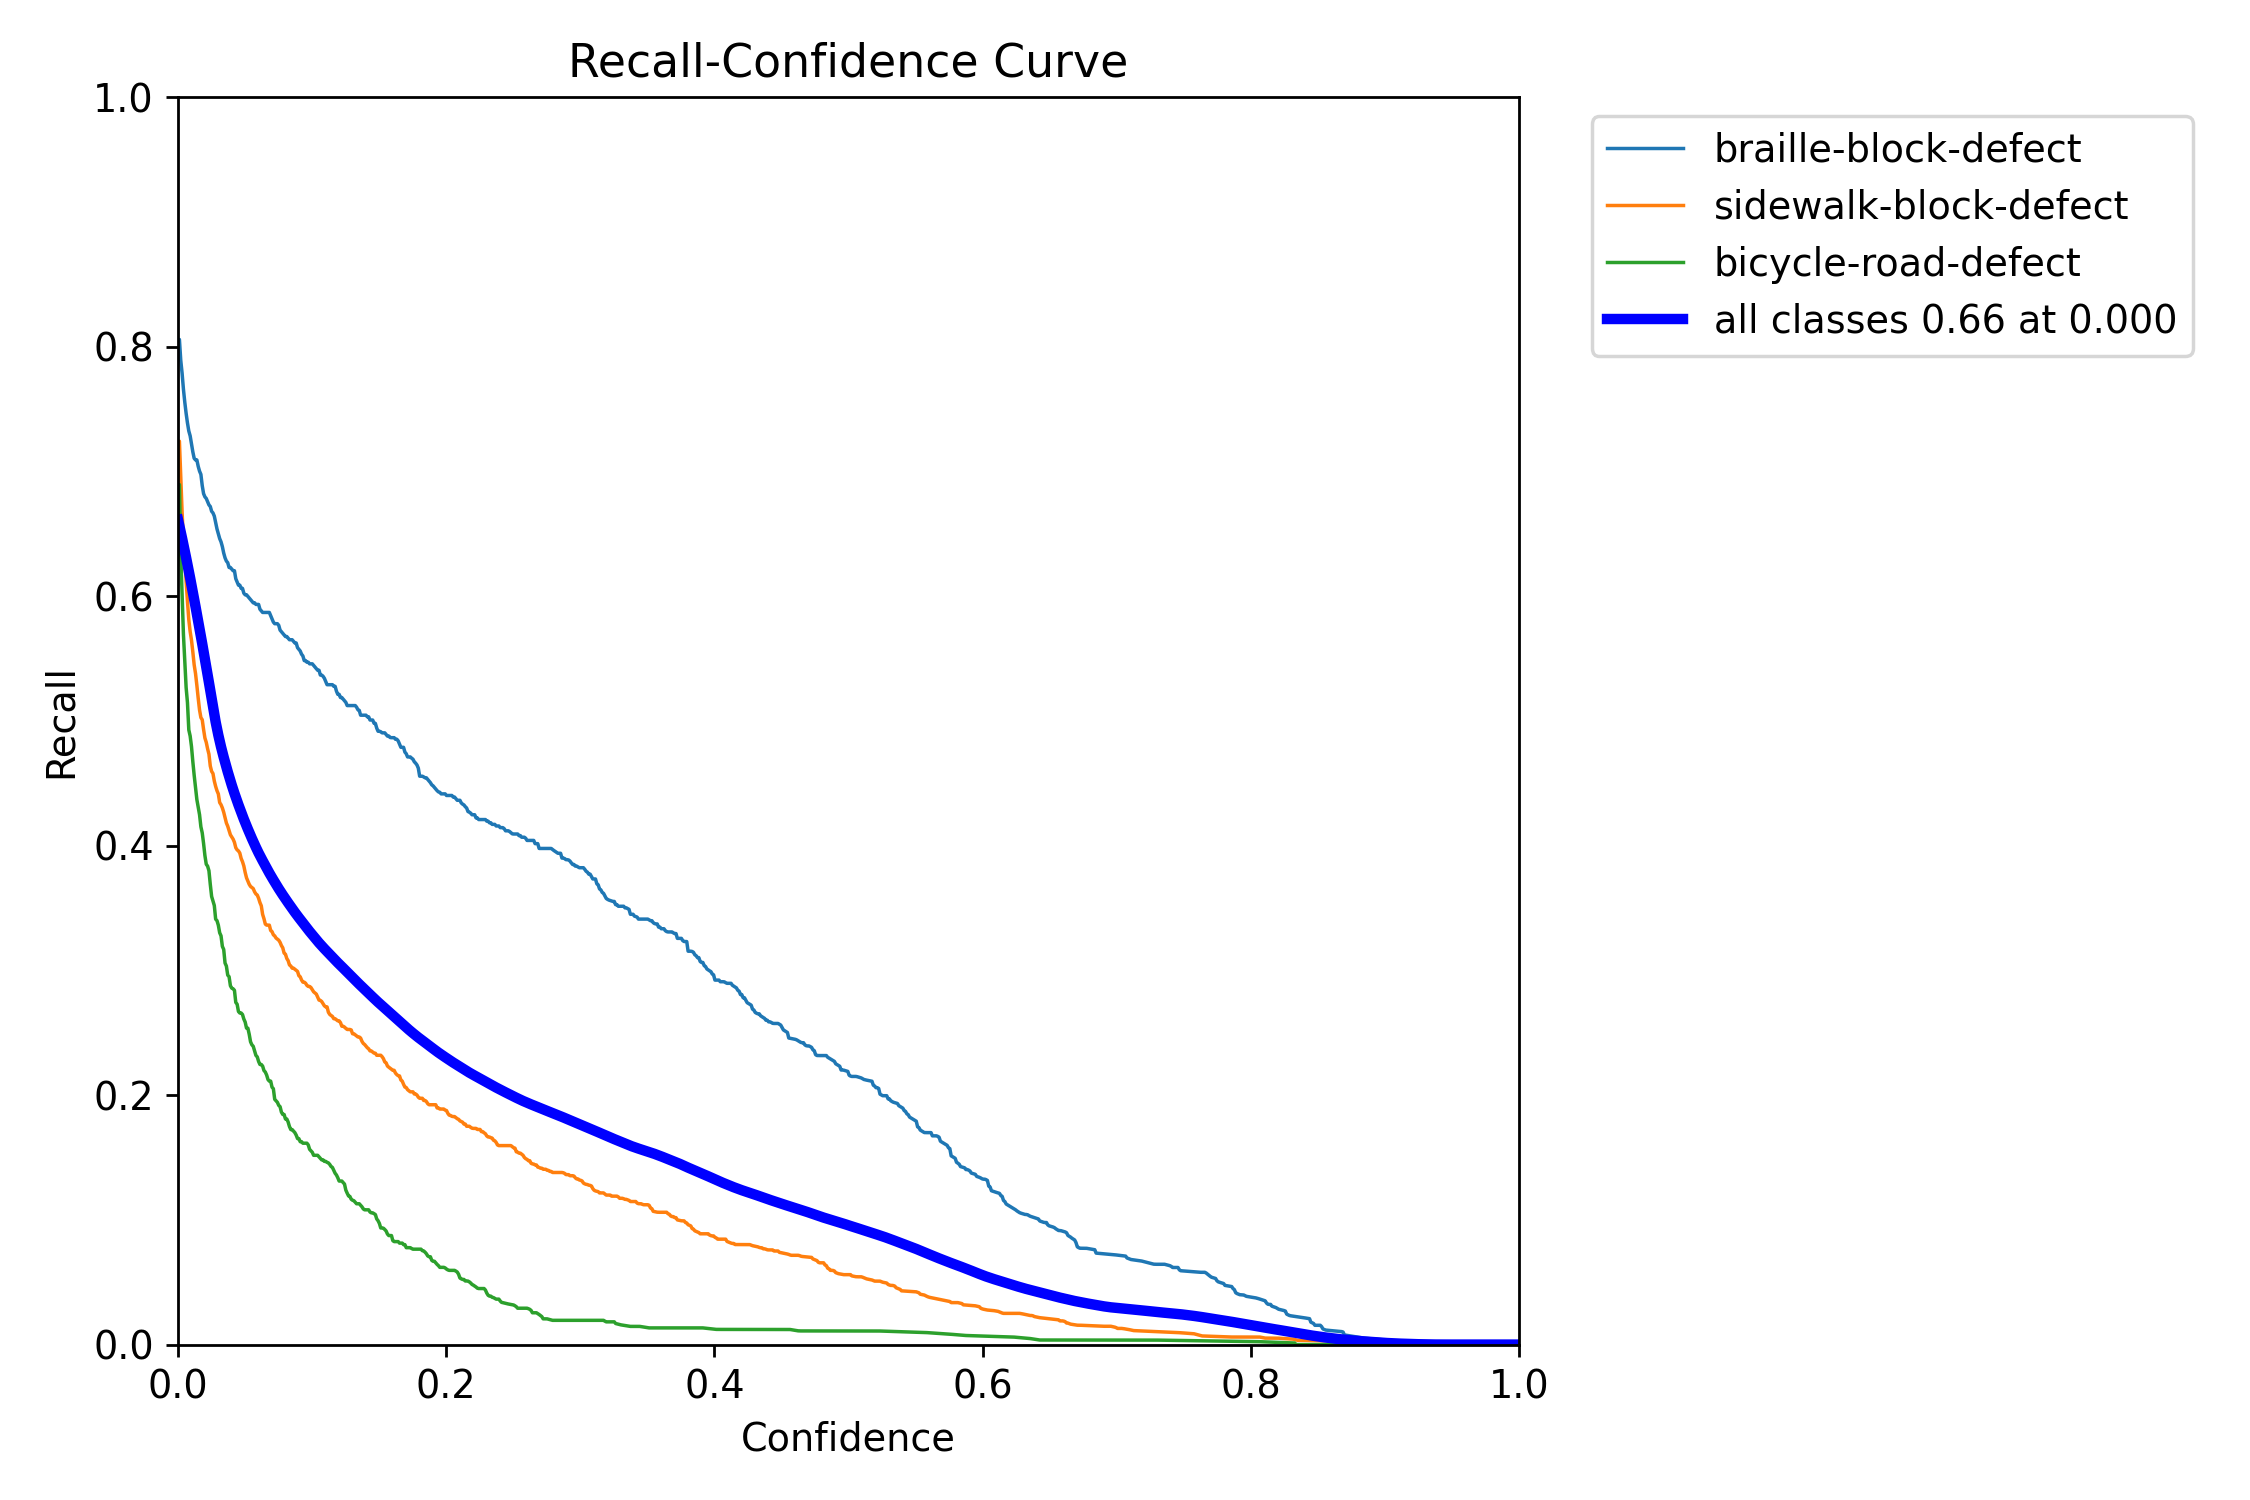 Recall-Confidence Curve
1.0
0.8
0.6
0.4
0.2
0.0
Recall
0.0 0.2 0.4 0.6 0.8 1.0
Confidence
braille-block-defect
sidewalk-block-defect
bicycle-road-defect
all classes 0.66 at 0.000